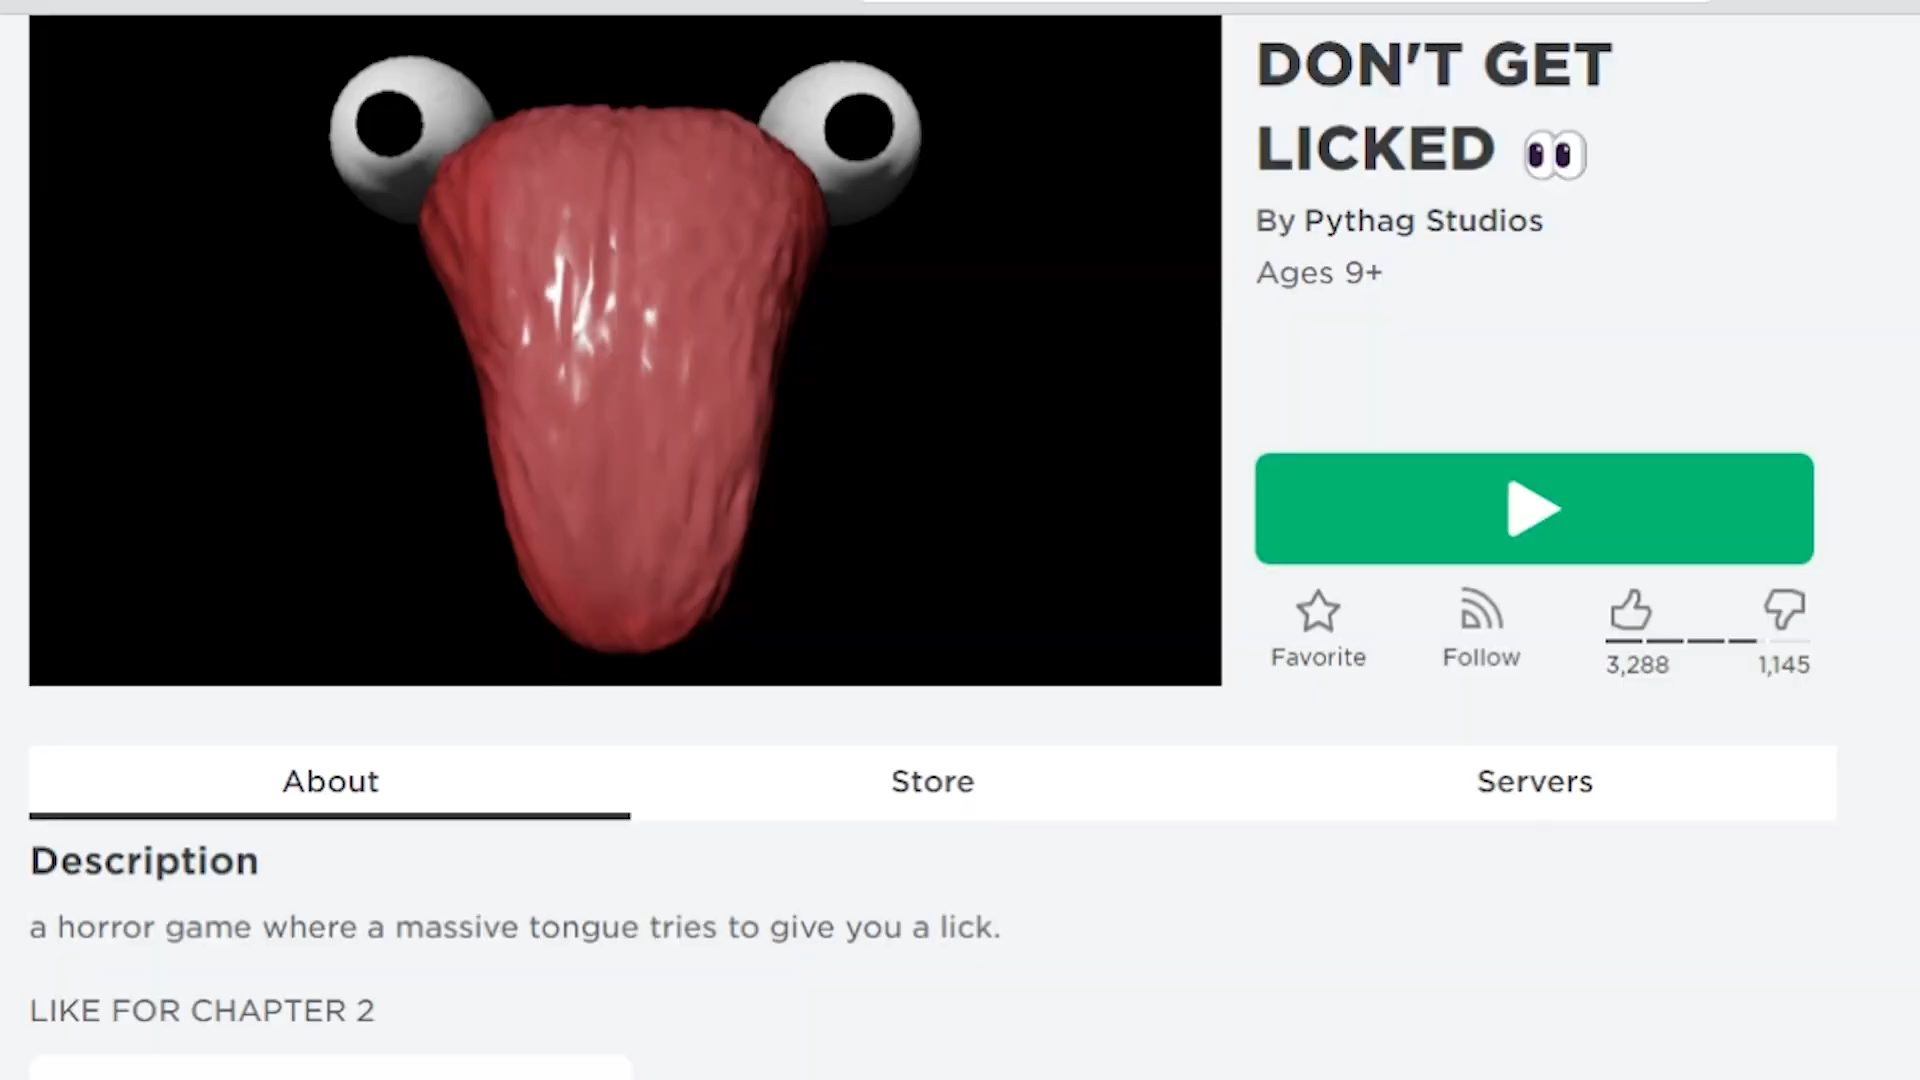 DON'T GET
LICKED 👀
By Pythag Studios
Ages 9+
Favorite
Follow
3,288
1,145
About
Store
Servers
Description
a horror game where a massive tongue tries to give you a lick.
LIKE FOR CHAPTER 2